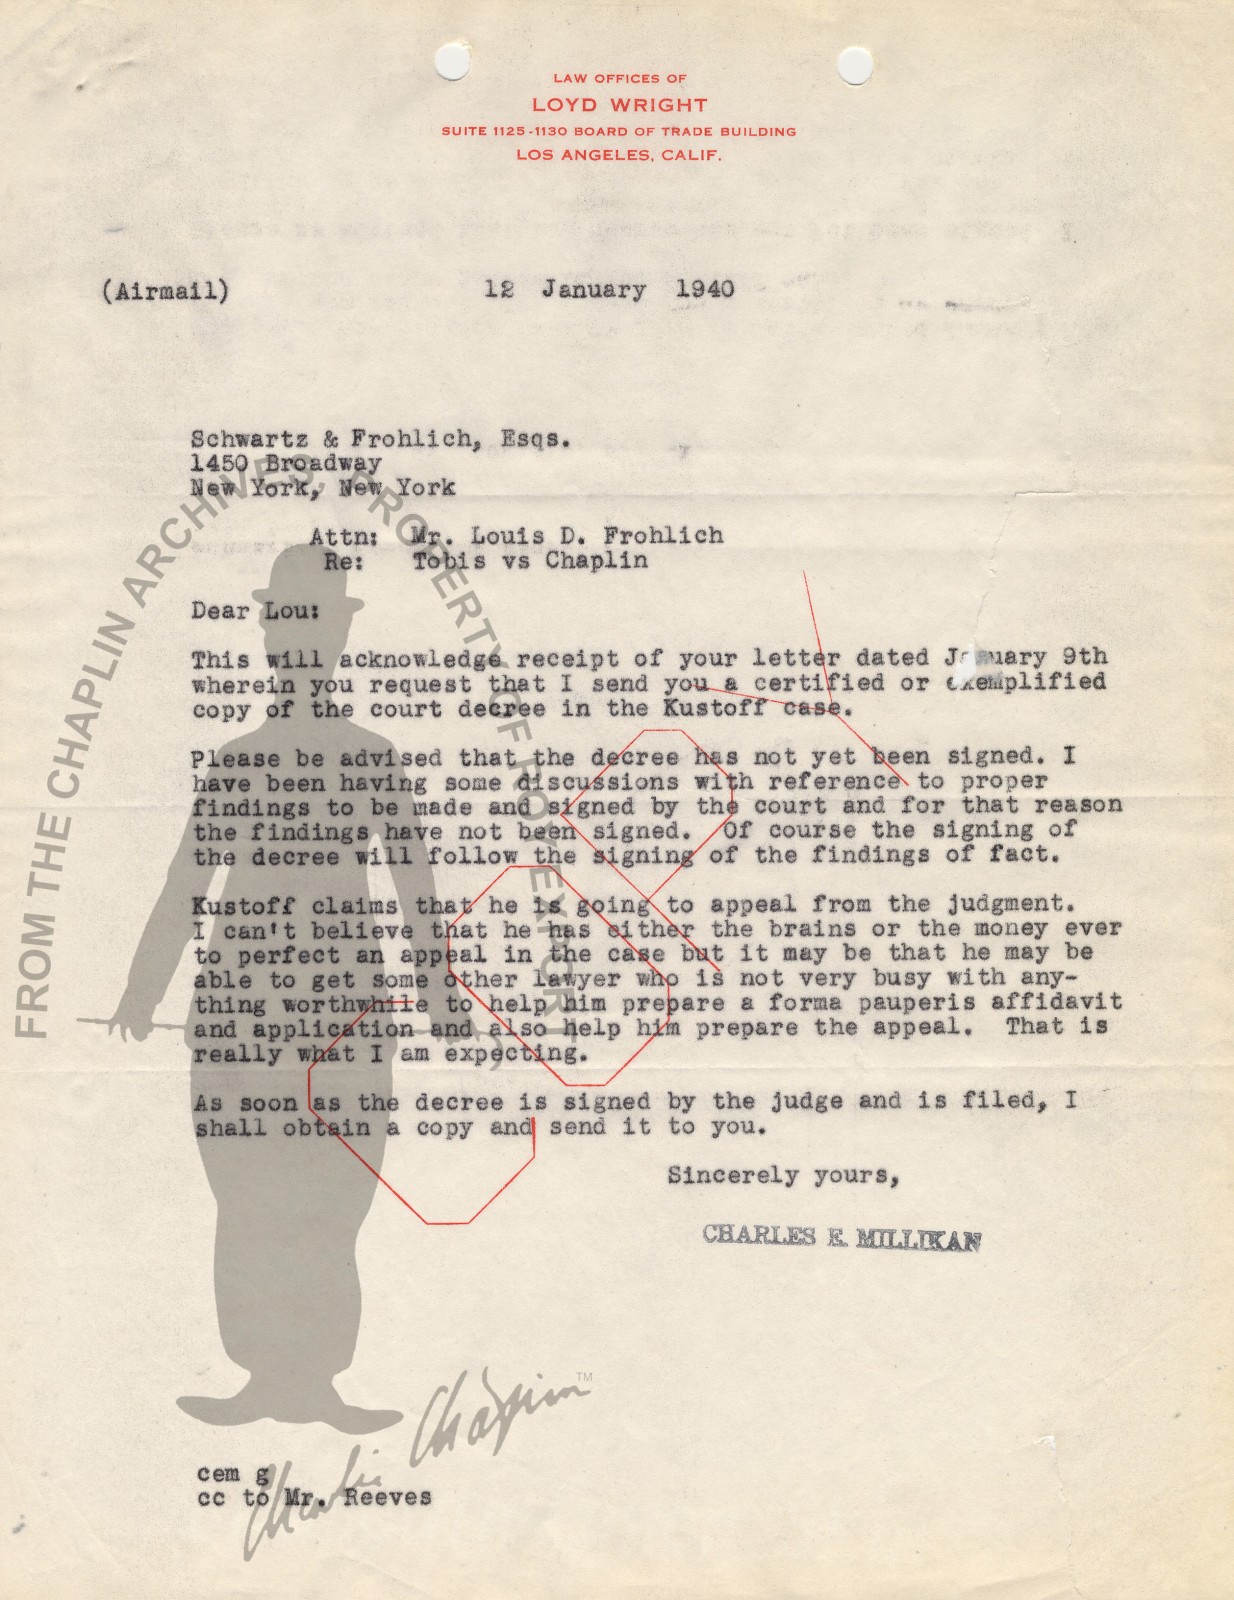 LAW OFFICES OF
LOYD WRIGHT
SUITE 1125-1130 BOARD OF TRADE BUILDING
LOS ANGELES, CALIF.
(Airmail) 12 January 1940
Schwartz & Frohlich, Esqs.
1450 Broadway
New York, New York
Attn: Mr. Louis D. Frohlich
Re: Tobis vs Chaplin
Dear Lou:
This will acknowledge receipt of your letter dated January 9th
wherein you request that I send you a certified or exemplified
copy of the court decree in the Kustoff case.
Please be advised that the decree has not yet been signed. I
have been having some discussions with reference to proper
findings to be made and signed by the court and for that reason
the findings have not been signed. Of course the signing of
the decree will follow the signing of the findings of fact.
Kustoff claims that he is going to appeal from the judgment.
I can't believe that he has either the brains or the money ever
to perfect an appeal in the case but it may be that he may be
able to get some other lawyer who is not very busy with any-
thing worthwhile to help him prepare a forma pauperis affidavit
and application and also help him prepare the appeal. That is
really what I am expecting.
As soon as the decree is signed by the judge and is filed, I
shall obtain a copy and send it to you.
Sincerely yours,
CHARLES E. MILLIKAN
cem g
cc to Mr. Reeves
FROM THE CHAPLIN ARCHIVES, PROPERTY OF ROY EXPORT
Charlie Chaplin TM